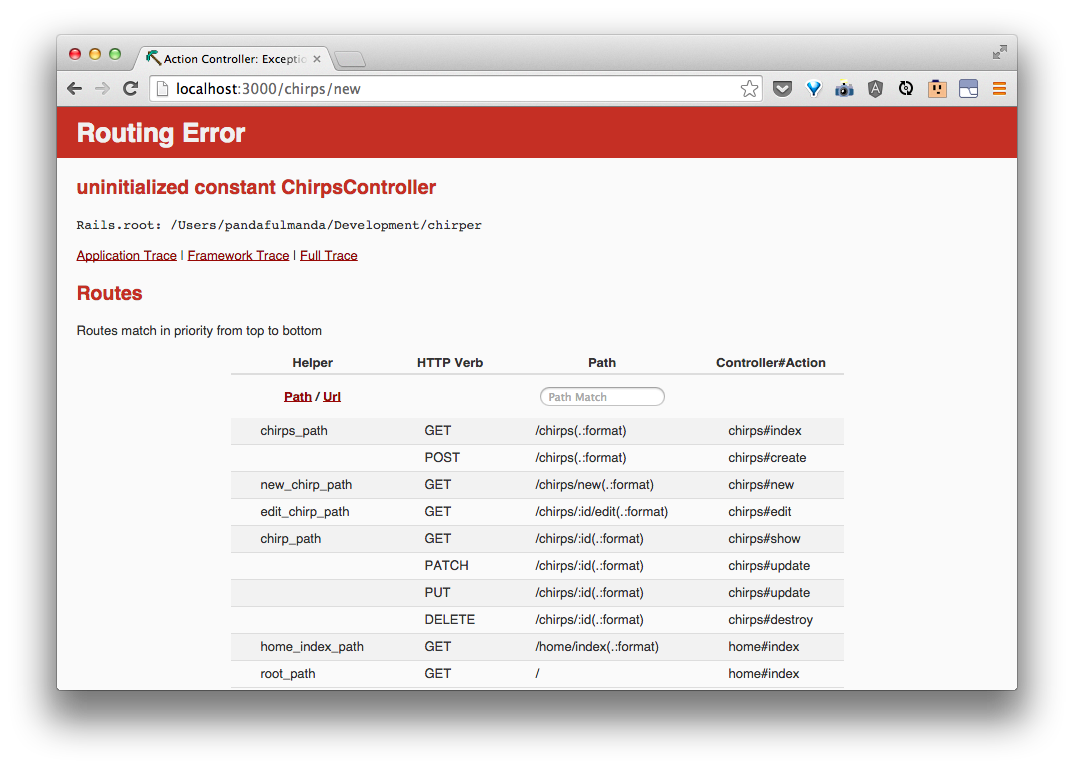 Action Controller: Exceptio
localhost:3000/chirps/new
Routing Error
uninitialized constant ChirpsController
Rails.root: /Users/pandafulmanda/Development/chirper
Application Trace | Framework Trace | Full Trace
Routes
Routes match in priority from top to bottom
Helper HTTP Verb Path Controller#Action
Path / Url Path Match
chirps_path GET /chirps(.:format) chirps#index
POST /chirps(.:format) chirps#create
new_chirp_path GET /chirps/new(.:format) chirps#new
edit_chirp_path GET /chirps/:id/edit(.:format) chirps#edit
chirp_path GET /chirps/:id(.:format) chirps#show
PATCH /chirps/:id(.:format) chirps#update
PUT /chirps/:id(.:format) chirps#update
DELETE /chirps/:id(.:format) chirps#destroy
home_index_path GET /home/index(.:format) home#index
root_path GET / home#index